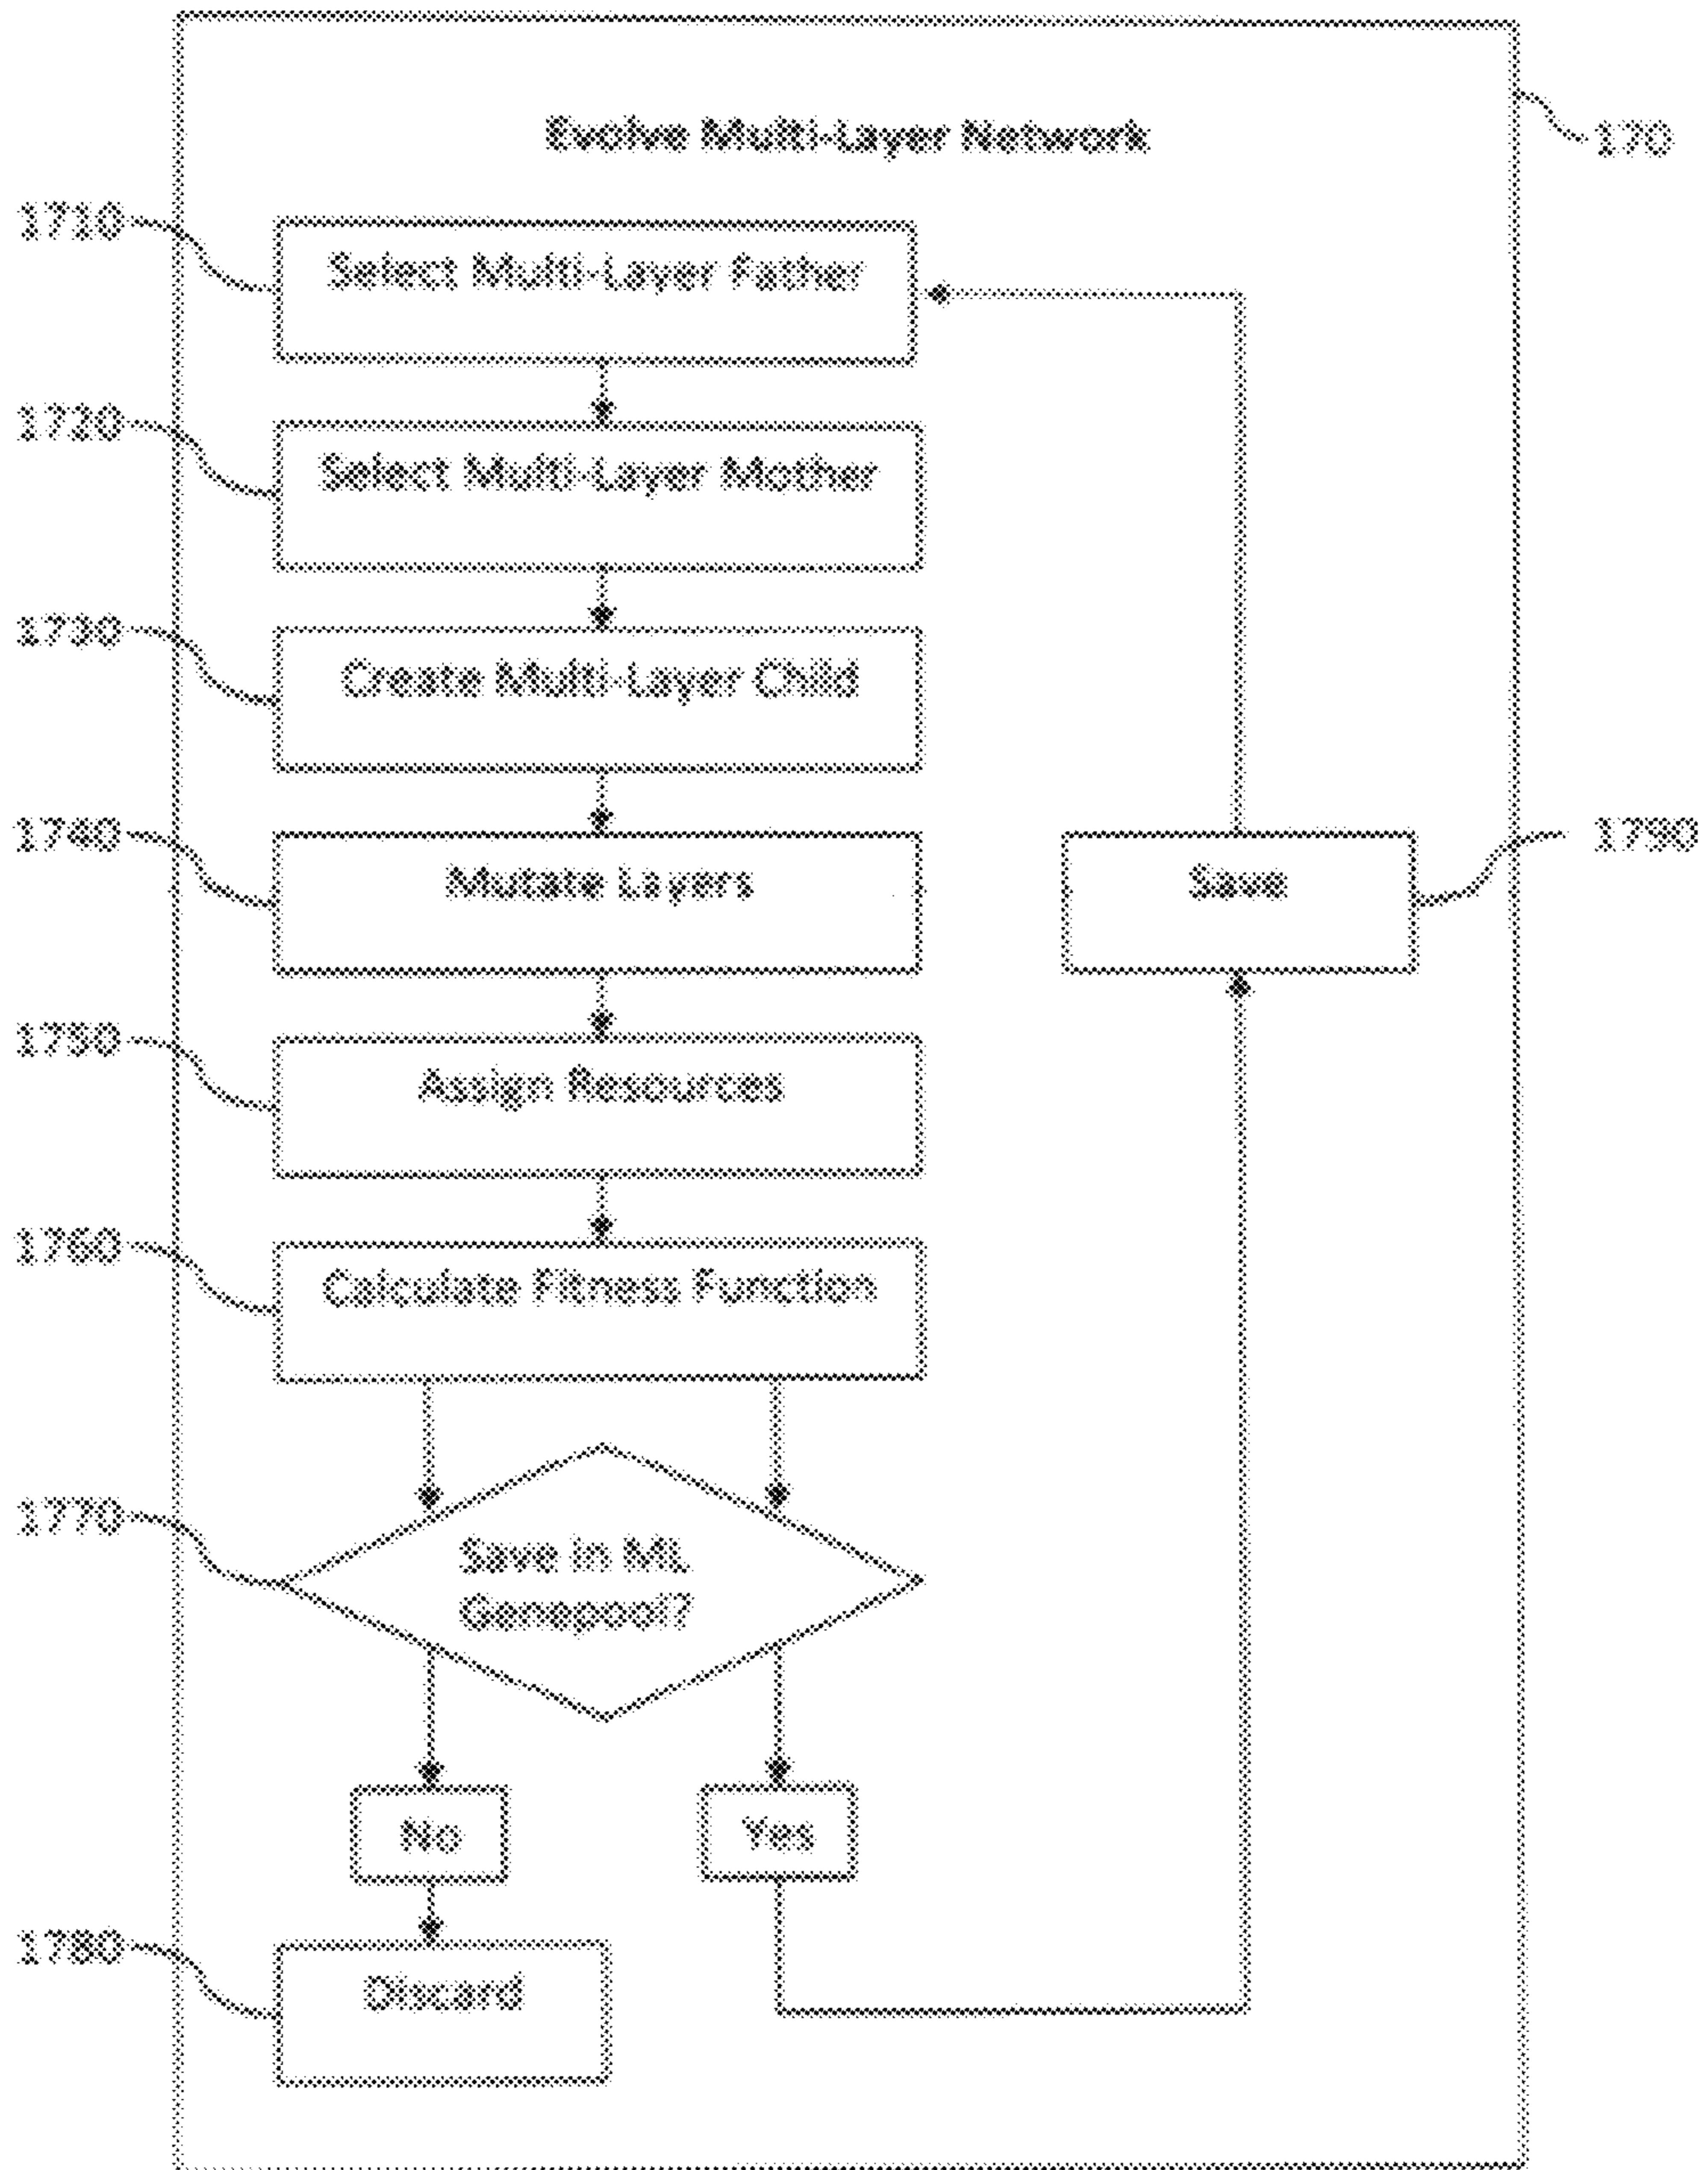 Evolve Multi-Layer Network
170
1710
Select Multi-Layer Father
1720
Select Multi-Layer Mother
1730
Create Multi-Layer Child
1740
Mutate Layers
1790
Save
1750
Assign Resources
1760
Calculate Fitness Function
1770
Save in ML
Genepool?
No
Yes
1780
Discard